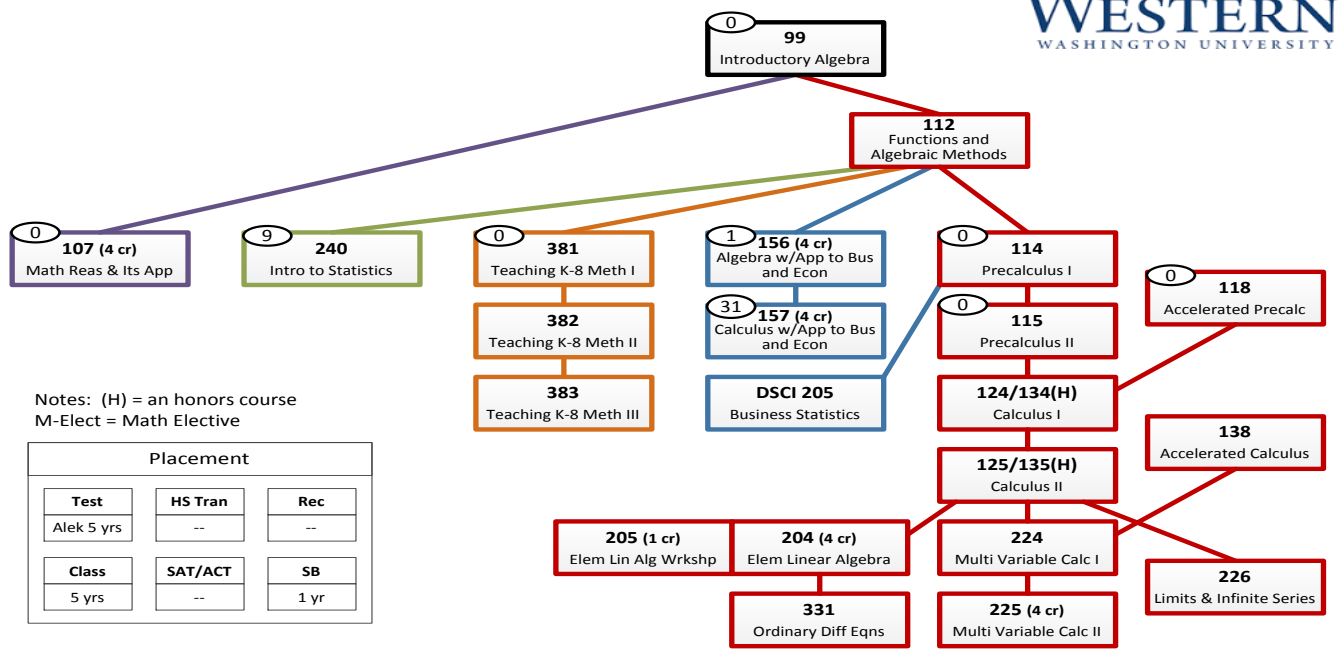 WESTERN
WASHINGTON UNIVERSITY
0
99
Introductory Algebra
112
Functions and
Algebraic Methods
0
107 (4 cr)
Math Reas & Its App
9
240
Intro to Statistics
0
381
Teaching K-8 Meth I
1
156 (4 cr)
Algebra w/App to Bus
and Econ
0
114
Precalculus I
0
118
Accelerated Precalc
382
Teaching K-8 Meth II
31
157 (4 cr)
Calculus w/App to Bus
and Econ
0
115
Precalculus II
383
Teaching K-8 Meth III
DSCI 205
Business Statistics
124/134(H)
Calculus I
138
Accelerated Calculus
125/135(H)
Calculus II
205 (1 cr)
Elem Lin Alg Wrkshp
204 (4 cr)
Elem Linear Algebra
224
Multi Variable Calc I
226
Limits & Infinite Series
331
Ordinary Diff Eqns
225 (4 cr)
Multi Variable Calc II
Notes: (H) = an honors course
M-Elect = Math Elective
Placement
Test
Alek 5 yrs
HS Tran
--
Rec
--
Class
5 yrs
SAT/ACT
--
SB
1 yr